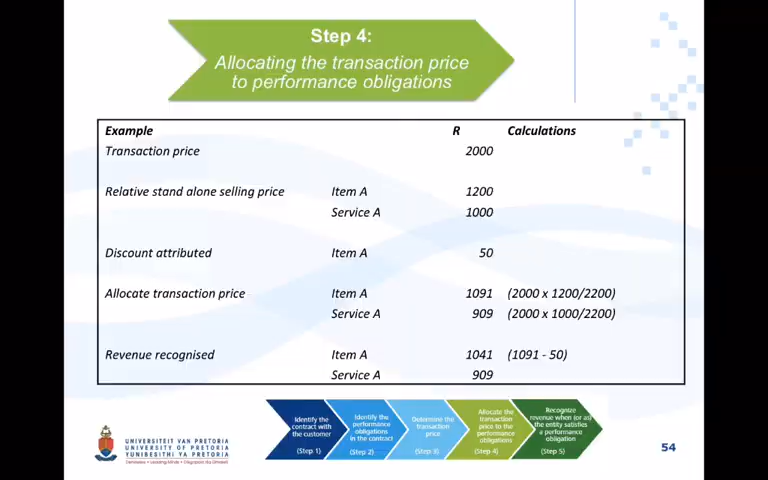 Step 4:
Allocating the transaction price
to performance obligations
Example R Calculations
Transaction price 2000
Relative stand alone selling price Item A 1200
Service A 1000
Discount attributed Item A 50
Allocate transaction price Item A 1091 (2000 x 1200/2200)
Service A 909 (2000 x 1000/2200)
Revenue recognised Item A 1041 (1091 - 50)
Service A 909
Identify the
contract with
the customer
(Step 1)
Identify the
performance
obligations
in the contract
(Step 2)
Determine the
transaction
price
(Step 3)
Allocate the
transaction
price to the
performance
obligations
(Step 4)
Recognize
revenue when (or as)
the entity satisfies
a performance
obligation
(Step 5)
UNIVERSITEIT VAN PRETORIA
UNIVERSITY OF PRETORIA
YUNIBESITHI YA PRETORIA
54